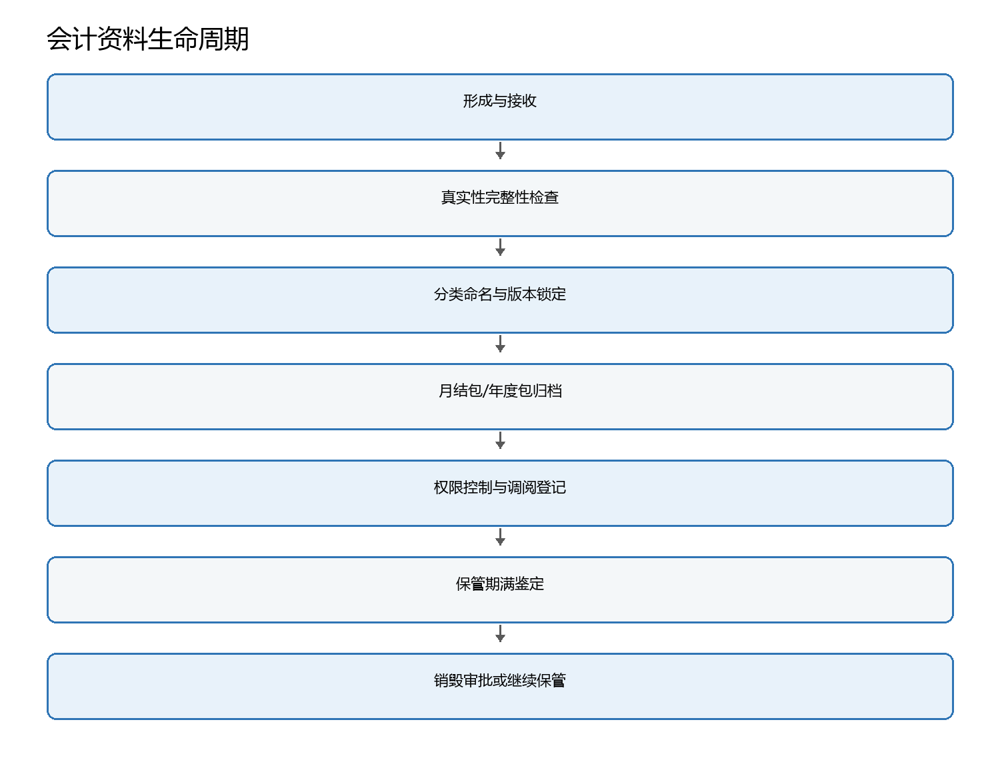 会计资料生命周期
形成与接收
真实性完整性检查
分类命名与版本锁定
月结包/年度包归档
权限控制与调阅登记
保管期满鉴定
销毁审批或继续保管